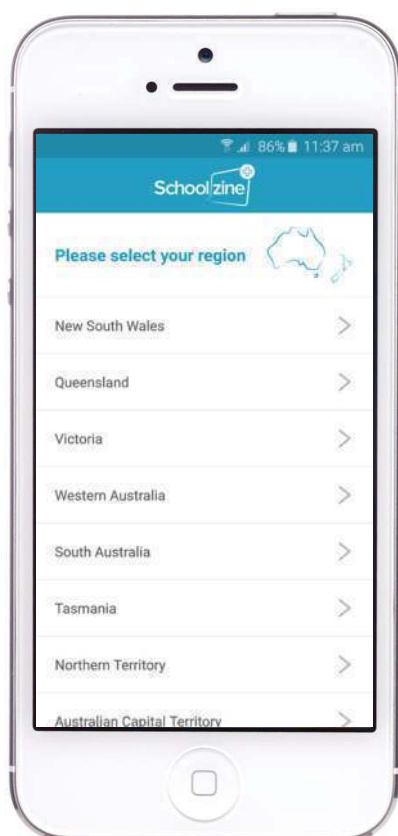 86% 11:37 am
Schoolzine
Please select your region
New South Wales
Queensland
Victoria
Western Australia
South Australia
Tasmania
Northern Territory
Australian Capital Territory